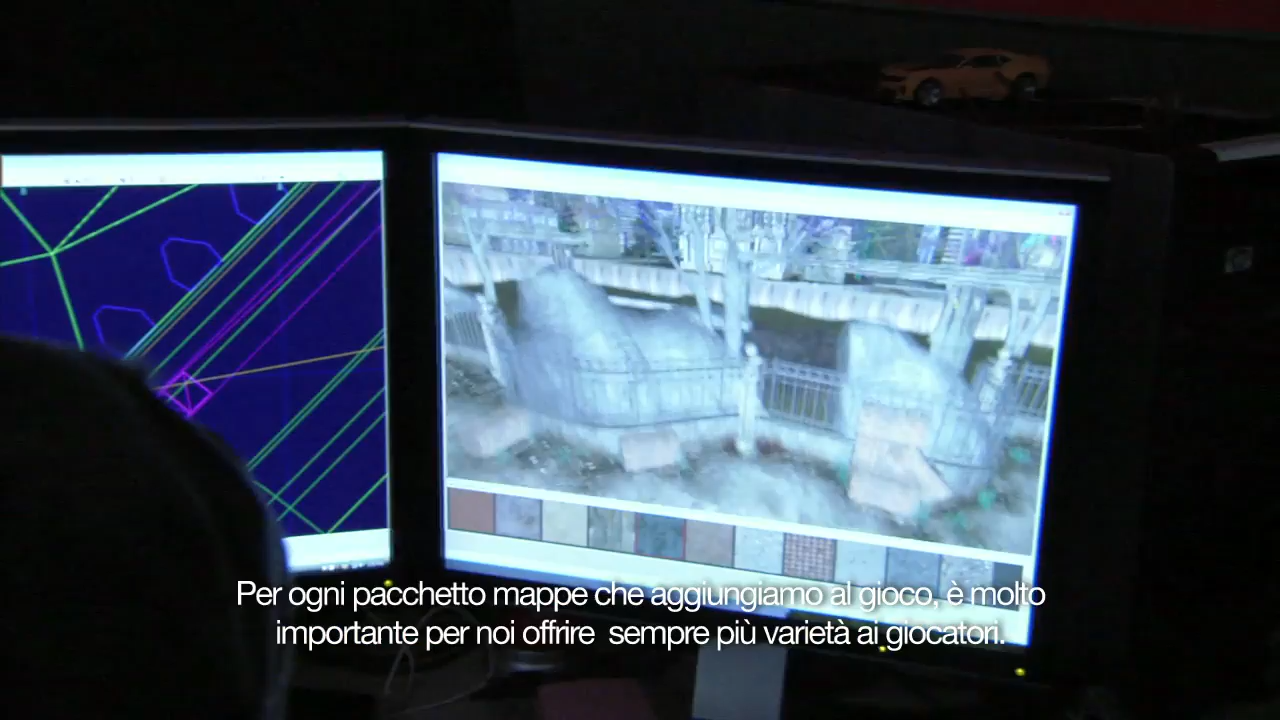 Per ogni pacchetto mappe che aggiungiamo al gioco, è molto
importante per noi offrire  sempre più varietà ai giocatori.